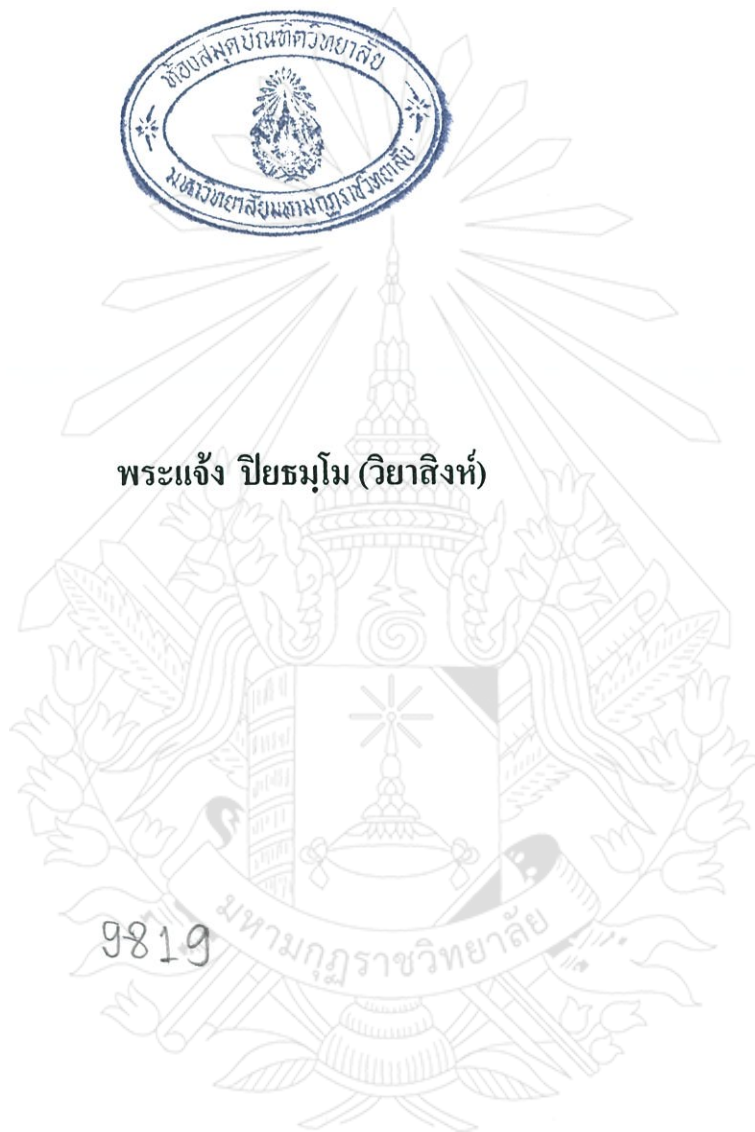 ห้องสมุดบัณฑิตวิทยาลัย
มหาวิทยาลัยมหามกุฏราชวิทยาลัย
พระแจ้ง ปิยธมฺโม (วิยาสิงห์)
9819
มหามกุฏราชวิทยาลัย